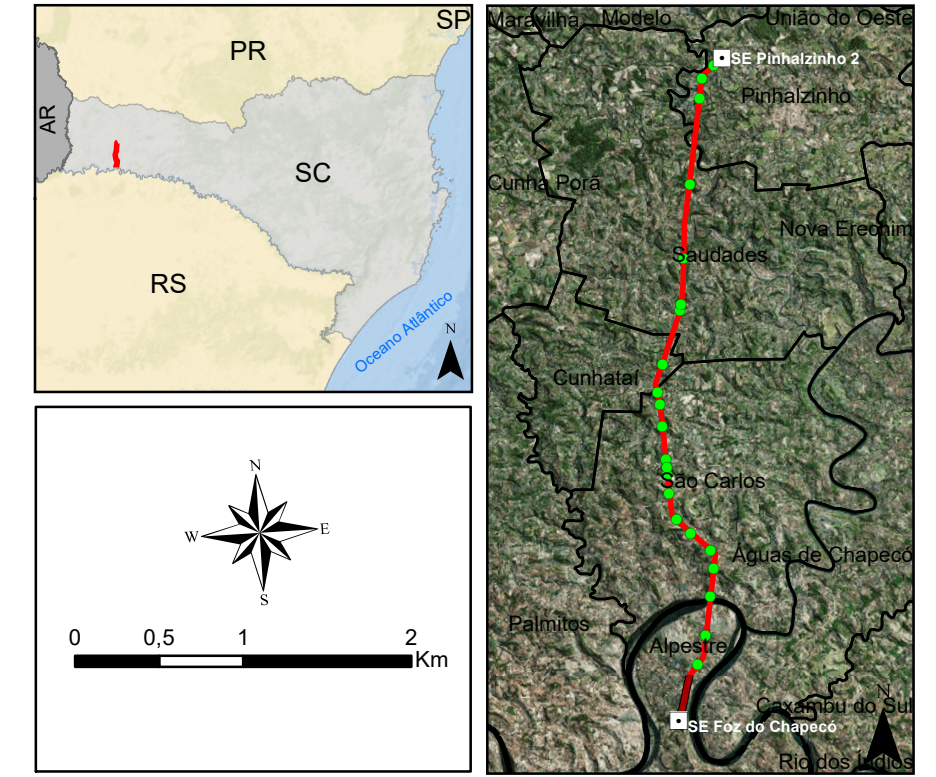 SP
PR
AR
SC
RS
Oceano Atlântico
N
N
W
E
S
0 0,5 1 2
Km
Maravilha Modelo União do Oeste
SE Pinhalzinho 2
Pinhalzinho
Cunha Porã
Nova Erechim
Saudades
Cunhataí
São Carlos
Águas de Chapecó
Palmitos
Alpestre
N
Caxambu do Sul
SE Foz do Chapecó
Rio dos Índios